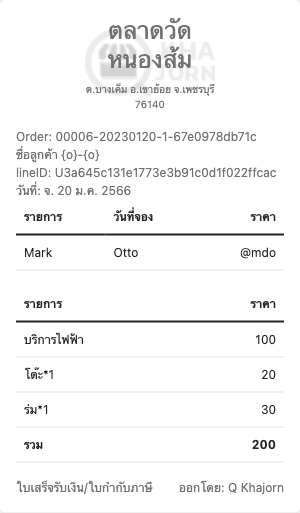 ตลาดวัด
หนองส้ม
KHA
JORN
ต.บางเค็ม อ.เขาย้อย จ.เพชรบุรี
76140
Order: 00006-20230120-1-67e0978db71c
ชื่อลูกค้า {o}-{o}
lineID: U3a645c131e1773e3b91c0d1f022ffcac
วันที่: จ. 20 ม.ค. 2566
รายการ วันที่จอง ราคา
Mark Otto @mdo
รายการ ราคา
บริการไฟฟ้า 100
โต๊ะ*1 20
ร่ม*1 30
รวม 200
ใบเสร็จรับเงิน/ใบกำกับภาษี ออกโดย: Q Khajorn